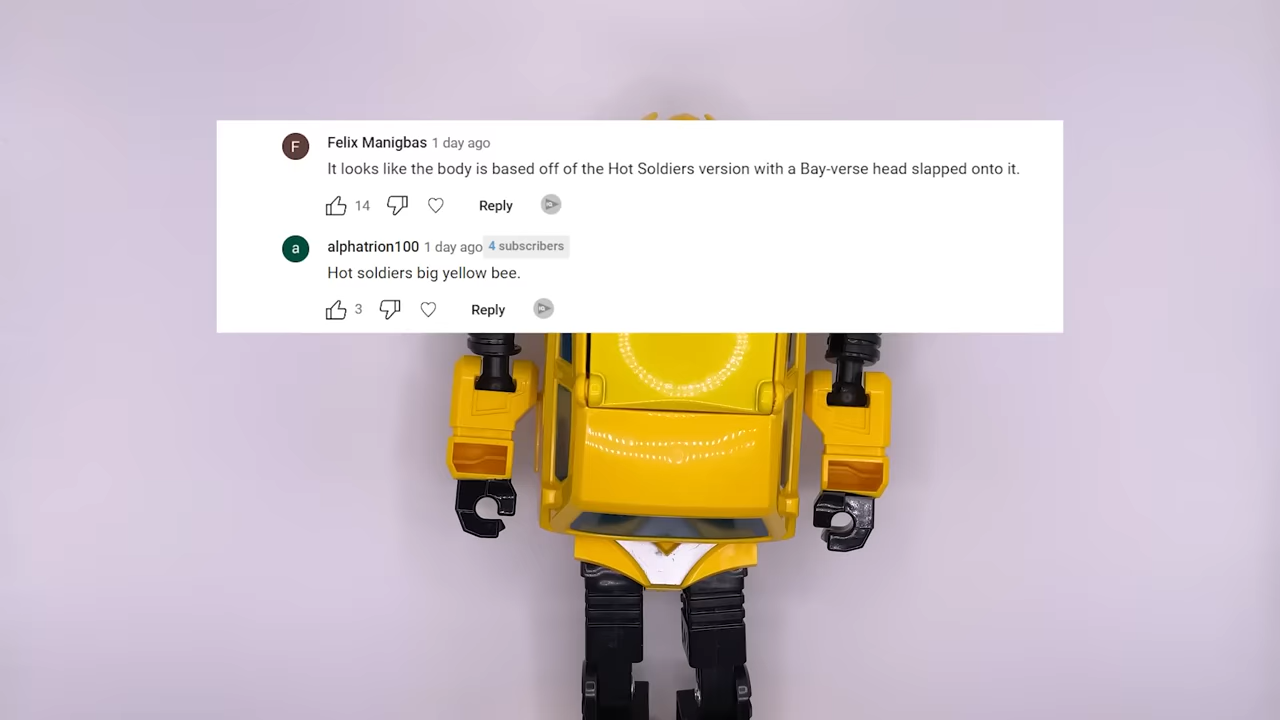 Felix Manigbas 1 day ago
It looks like the body is based off of the Hot Soldiers version with a Bay-verse head slapped onto it.
14 Reply
alphatrion100 1 day ago 4 subscribers
Hot soldiers big yellow bee.
3 Reply